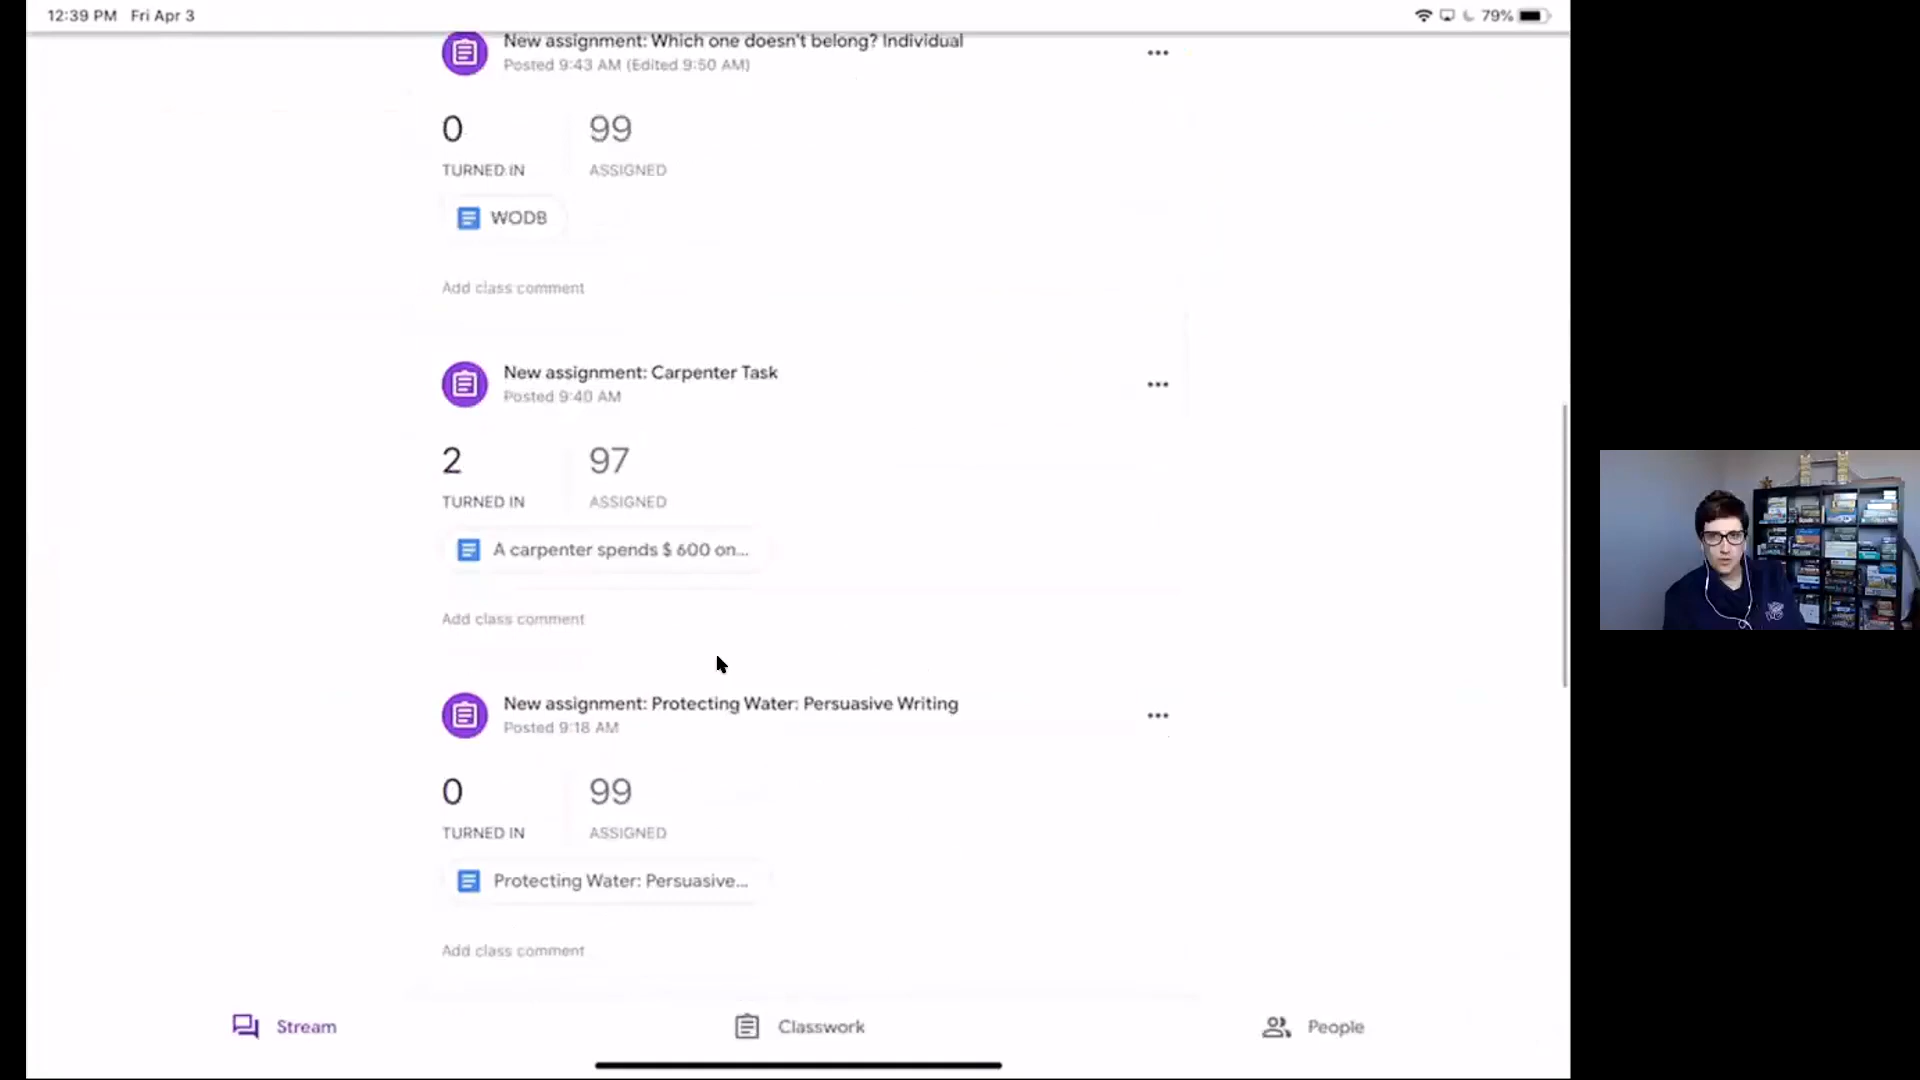 12:39 PM Fri Apr 3
79%
New assignment: Which one doesn't belong? Individual
Posted 9:43 AM (Edited 9:50 AM)
0 99
TURNED IN ASSIGNED
WODB
Add class comment
New assignment: Carpenter Task
Posted 9:40 AM
2 97
TURNED IN ASSIGNED
A carpenter spends $ 600 on...
Add class comment
New assignment: Protecting Water: Persuasive Writing
Posted 9:18 AM
0 99
TURNED IN ASSIGNED
Protecting Water: Persuasive...
Add class comment
Stream Classwork People